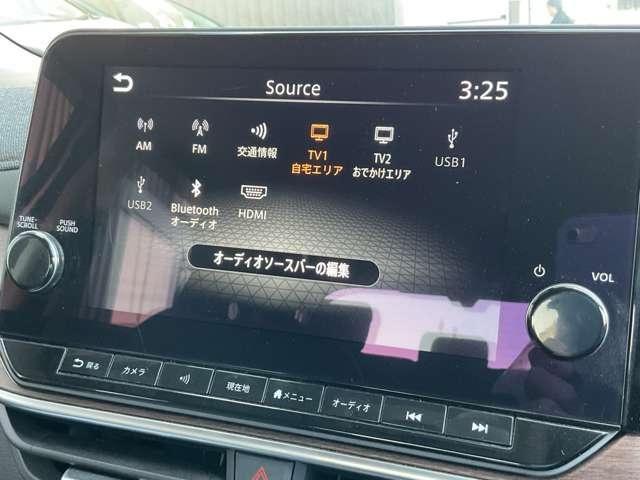 Source
3:25
AM
FM
交通情報
TV1
自宅エリア
TV2
おでかけエリア
USB1
USB2
Bluetooth
オーディオ
HDMI
オーディオソースバーの編集
TUNE·
SCROLL
PUSH
SOUND
VOL
戻る
カメラ
現在地
メニュー
オーディオ